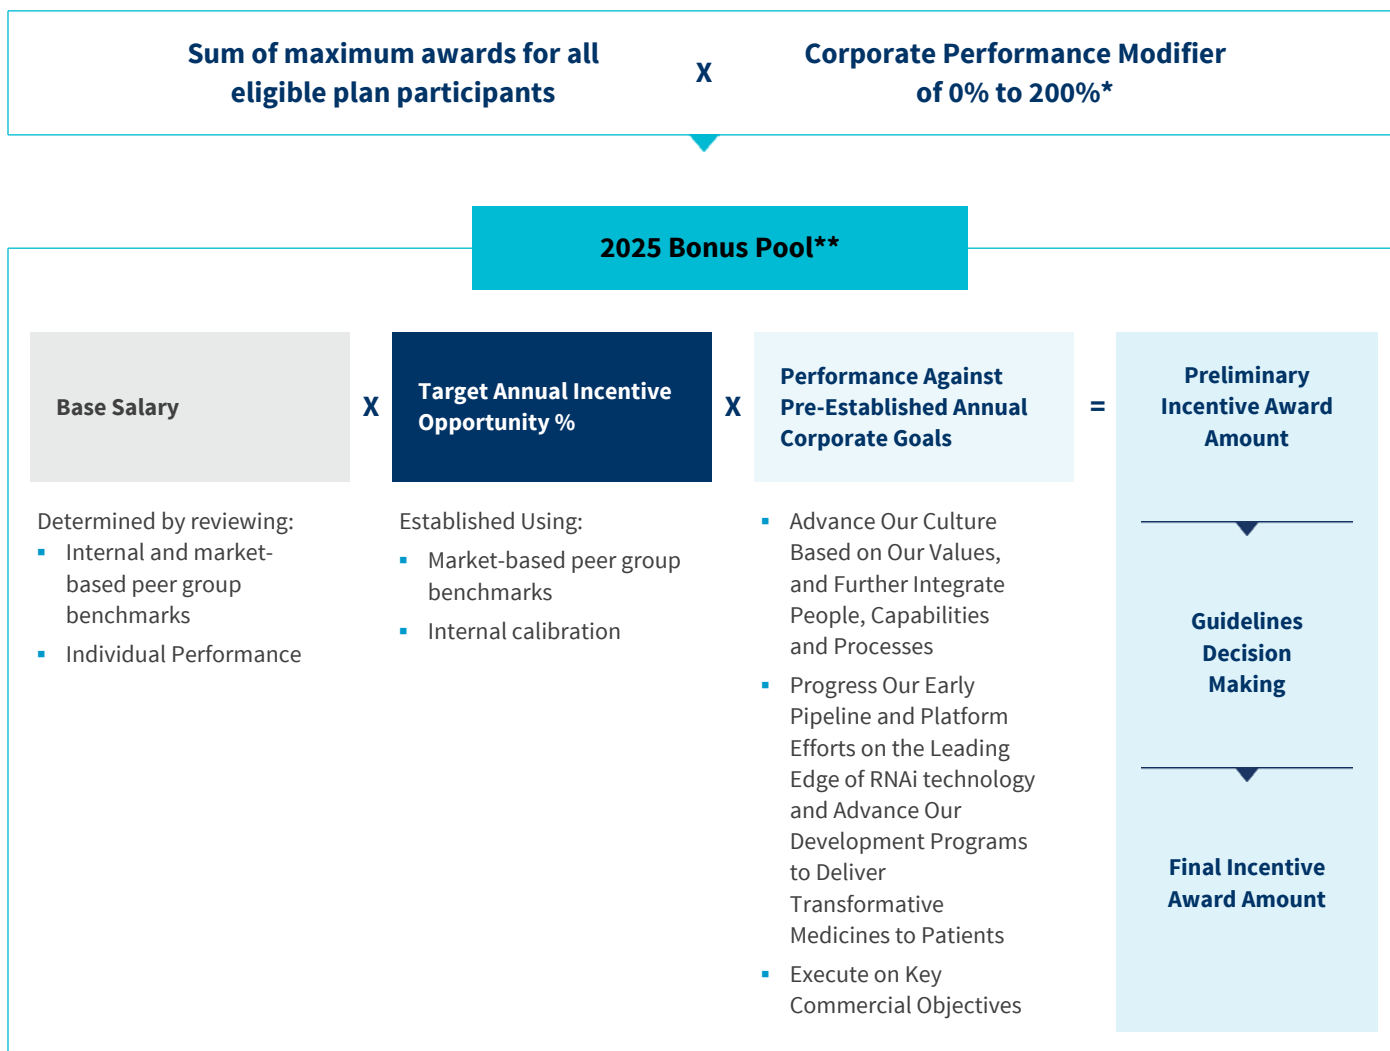 Sum of maximum awards for all
eligible plan participants
X
Corporate Performance Modifier
of 0% to 200%*
2025 Bonus Pool**
Base Salary
X
Target Annual Incentive
Opportunity %
X
Performance Against
Pre-Established Annual
Corporate Goals
=
Preliminary
Incentive Award
Amount
Determined by reviewing:
▪ Internal and market-
based peer group
benchmarks
▪ Individual Performance
Established Using:
▪ Market-based peer group
benchmarks
▪ Internal calibration
▪ Advance Our Culture
Based on Our Values,
and Further Integrate
People, Capabilities
and Processes
▪ Progress Our Early
Pipeline and Platform
Efforts on the Leading
Edge of RNAi technology
and Advance Our
Development Programs
to Deliver
Transformative
Medicines to Patients
▪ Execute on Key
Commercial Objectives
Guidelines
Decision
Making
Final Incentive
Award Amount